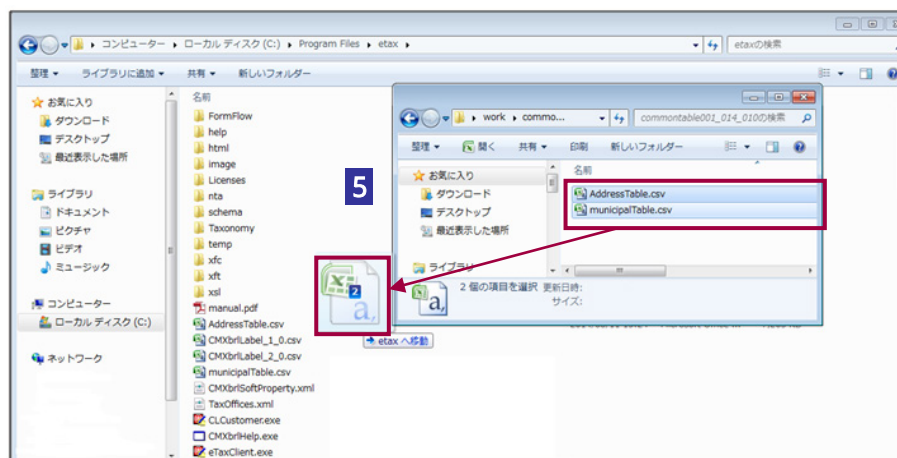 コンピューター ▸ ローカル ディスク (C:) ▸ Program Files ▸ etax ▸
etaxの検索
整理 ▼ ライブラリに追加 ▼ 共有 ▼ 新しいフォルダー
お気に入り
ダウンロード
デスクトップ
最近表示した場所
ライブラリ
ドキュメント
ピクチャ
ビデオ
ミュージック
コンピューター
ローカル ディスク (C:)
ネットワーク
名前
FormFlow
help
html
image
Licenses
nta
schema
Taxonomy
temp
xfc
xft
xsl
manual.pdf
AddressTable.csv
CMXbrlLabel_1_0.csv
CMXbrlLabel_2_0.csv
municipalTable.csv
CMXbrlSoftProperty.xml
TaxOffices.xml
CLCustomer.exe
CMXbrlHelp.exe
eTaxClient.exe
5
2
a,
etax へ移動
work ▸ commo...
commontable001_014_010の検索
整理 ▼ 開く 共有 ▼ 印刷 新しいフォルダー
お気に入り
ダウンロード
デスクトップ
最近表示した場所
ライブラリ
名前
AddressTable.csv
municipalTable.csv
a,
2 個の項目を選択 更新日時:
サイズ: